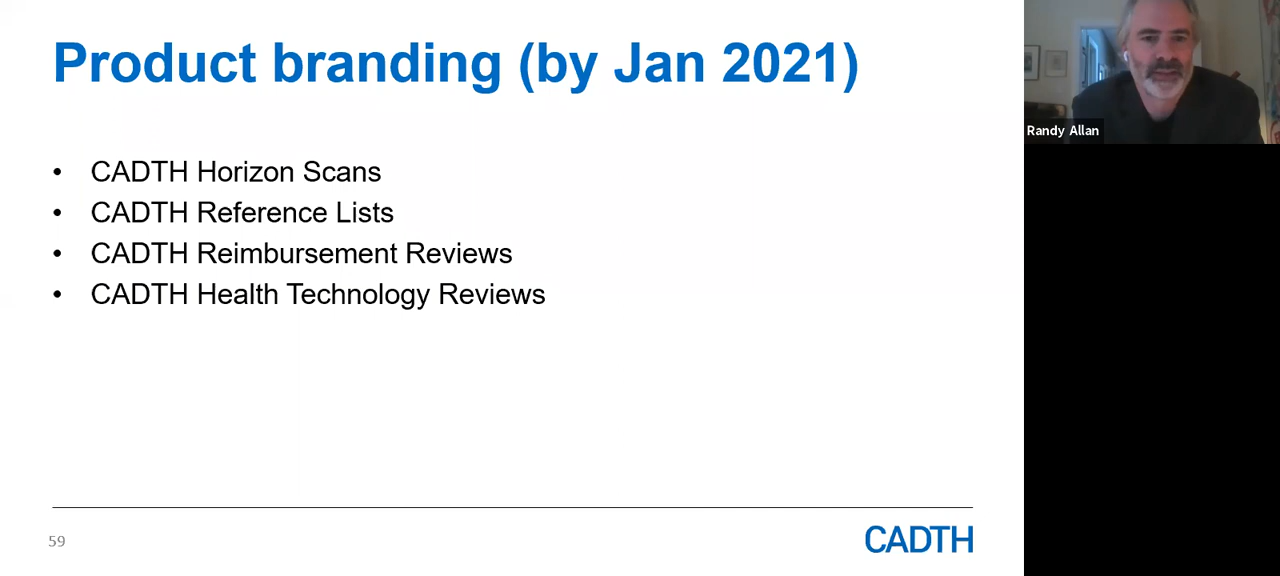 Product branding (by Jan 2021)
• CADTH Horizon Scans
• CADTH Reference Lists
• CADTH Reimbursement Reviews
• CADTH Health Technology Reviews
59
CADTH
Randy Allan